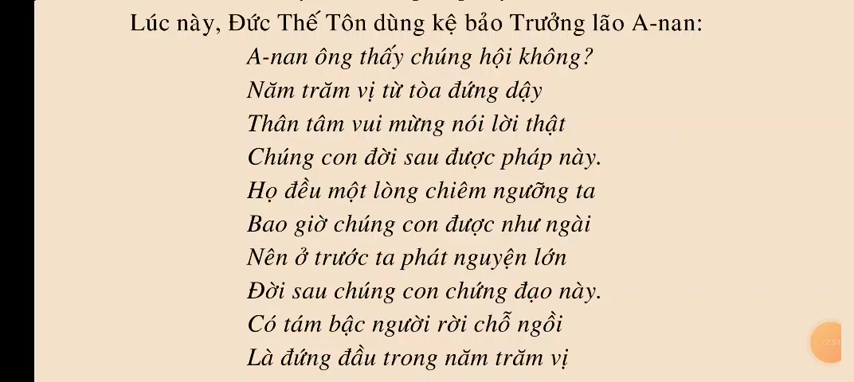 Lúc này, Đức Thế Tôn dùng kệ bảo Trưởng lão A-nan:
A-nan ông thấy chúng hội không?
Năm trăm vị từ tòa đứng dậy
Thân tâm vui mừng nói lời thật
Chúng con đời sau được pháp này.
Họ đều một lòng chiêm ngưỡng ta
Bao giờ chúng con được như ngài
Nên ở trước ta phát nguyện lớn
Đời sau chúng con chứng đạo này.
Có tám bậc người rời chỗ ngồi
Là đứng đầu trong năm trăm vị